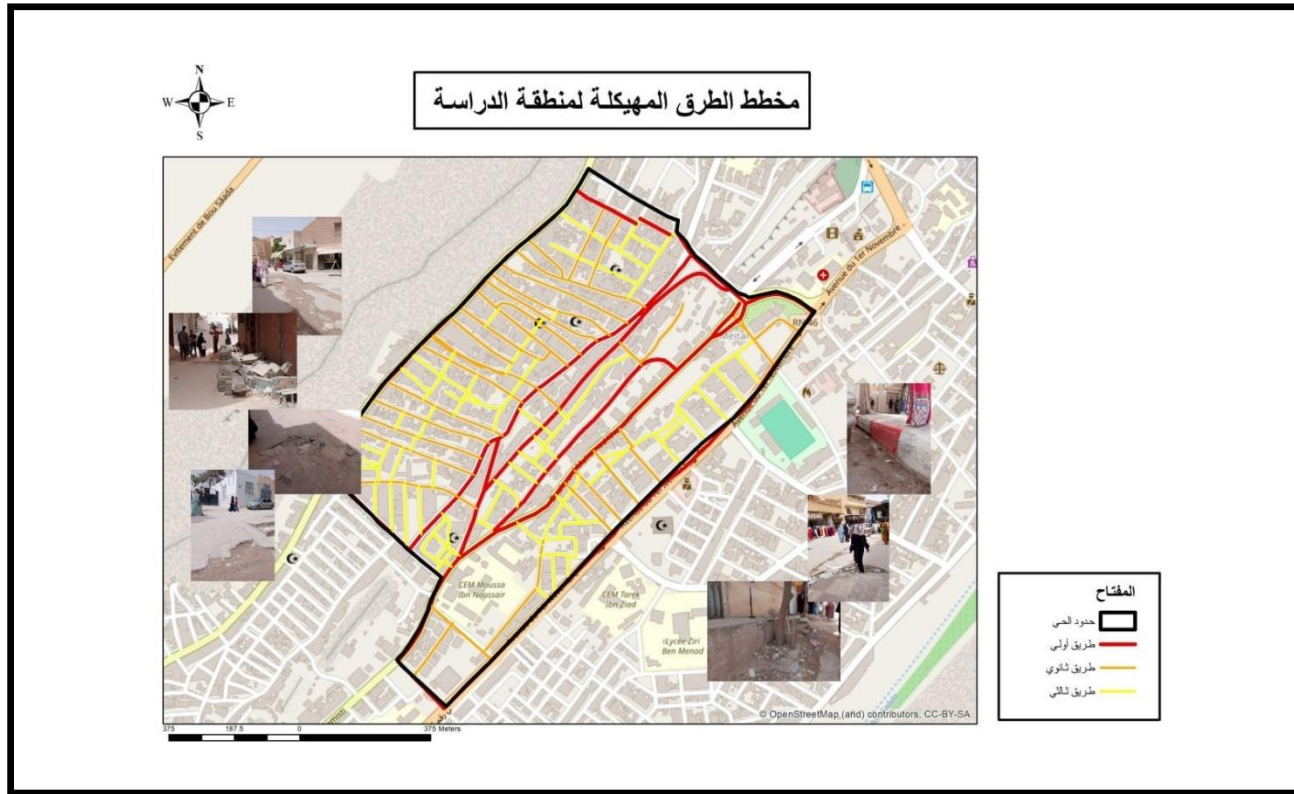 مخطط الطرق المهيكلة لمنطقة الدراسة
N
W E
S
Evitement de Bou Sâada
Avenue du 1er Novembre
RN 46
Meitar
CEM Moussa
Ibn Noussair
CEM Tarek
Ibn Ziad
Lycée Ziri
Ben Menad
© OpenStreetMap (and) contributors, CC-BY-SA
375 187.5 0 375 Meters
المفتاح
حدود الحي
طريق أولي
طريق ثانوي
طريق ثالثي